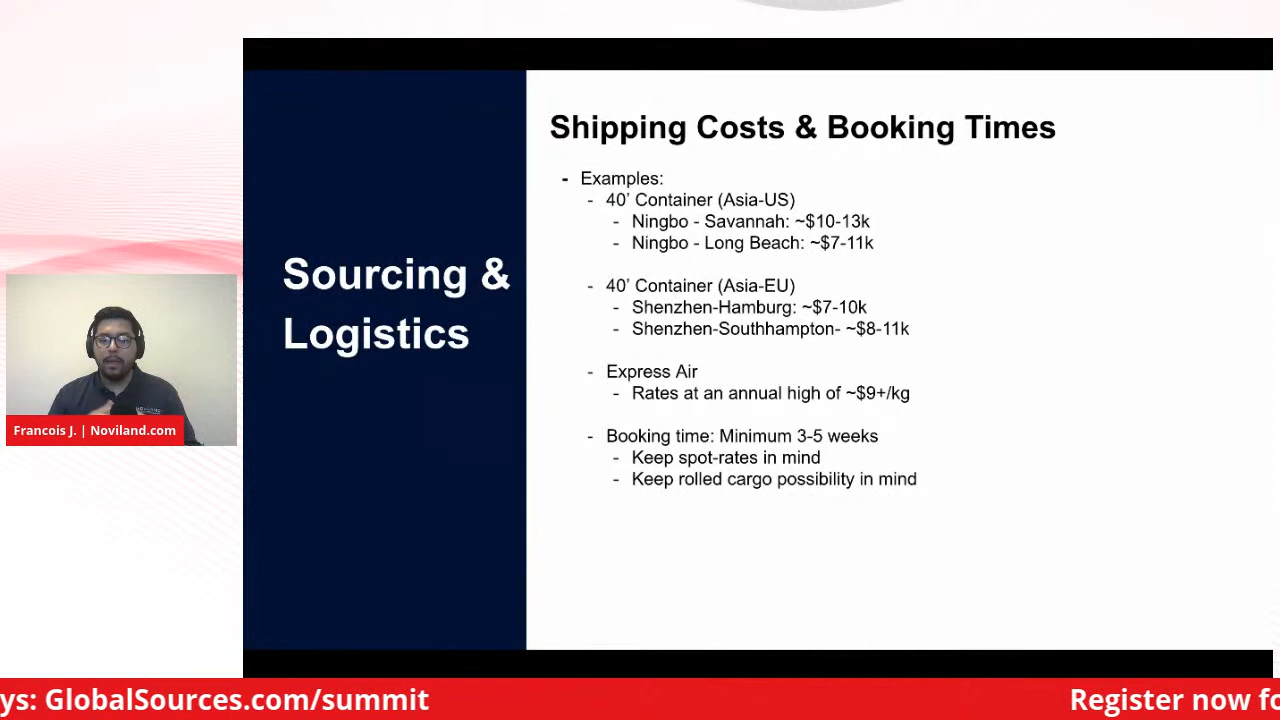 Shipping Costs & Booking Times
- Examples:
- 40’ Container (Asia-US)
- Ningbo - Savannah: ~$10-13k
- Ningbo - Long Beach: ~$7-11k
- 40’ Container (Asia-EU)
- Shenzhen-Hamburg: ~$7-10k
- Shenzhen-Southhampton- ~$8-11k
- Express Air
- Rates at an annual high of ~$9+/kg
- Booking time: Minimum 3-5 weeks
- Keep spot-rates in mind
- Keep rolled cargo possibility in mind
Sourcing &
Logistics
Francois J. | Noviland.com
ys: GlobalSources.com/summit
Register now fo